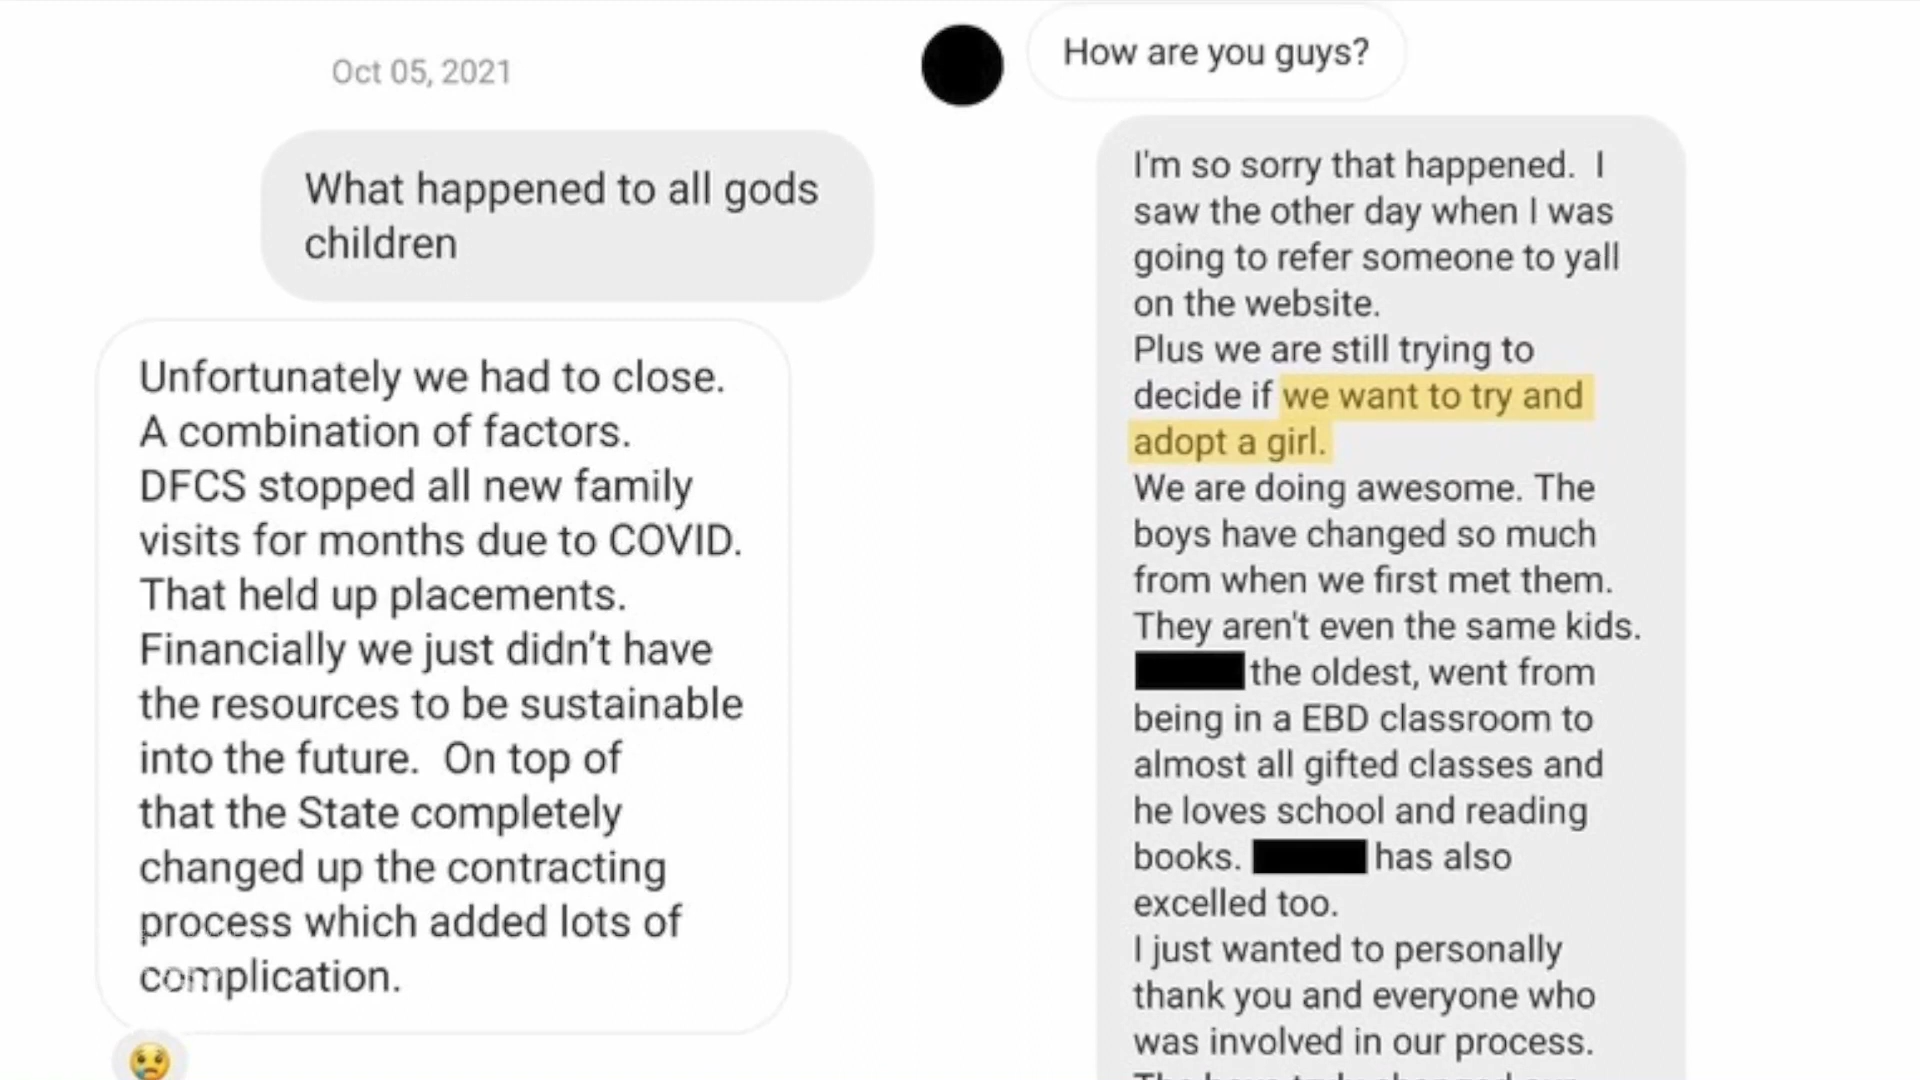 Oct 05, 2021
What happened to all gods
children
Unfortunately we had to close.
A combination of factors.
DFCS stopped all new family
visits for months due to COVID.
That held up placements.
Financially we just didn't have
the resources to be sustainable
into the future.  On top of
that the State completely
changed up the contracting
process which added lots of
complication.
How are you guys?
I'm so sorry that happened.  I
saw the other day when I was
going to refer someone to yall
on the website.
Plus we are still trying to
decide if we want to try and
adopt a girl.
We are doing awesome. The
boys have changed so much
from when we first met them.
They aren't even the same kids.
the oldest, went from
being in a EBD classroom to
almost all gifted classes and
he loves school and reading
books. has also
excelled too.
I just wanted to personally
thank you and everyone who
was involved in our process.